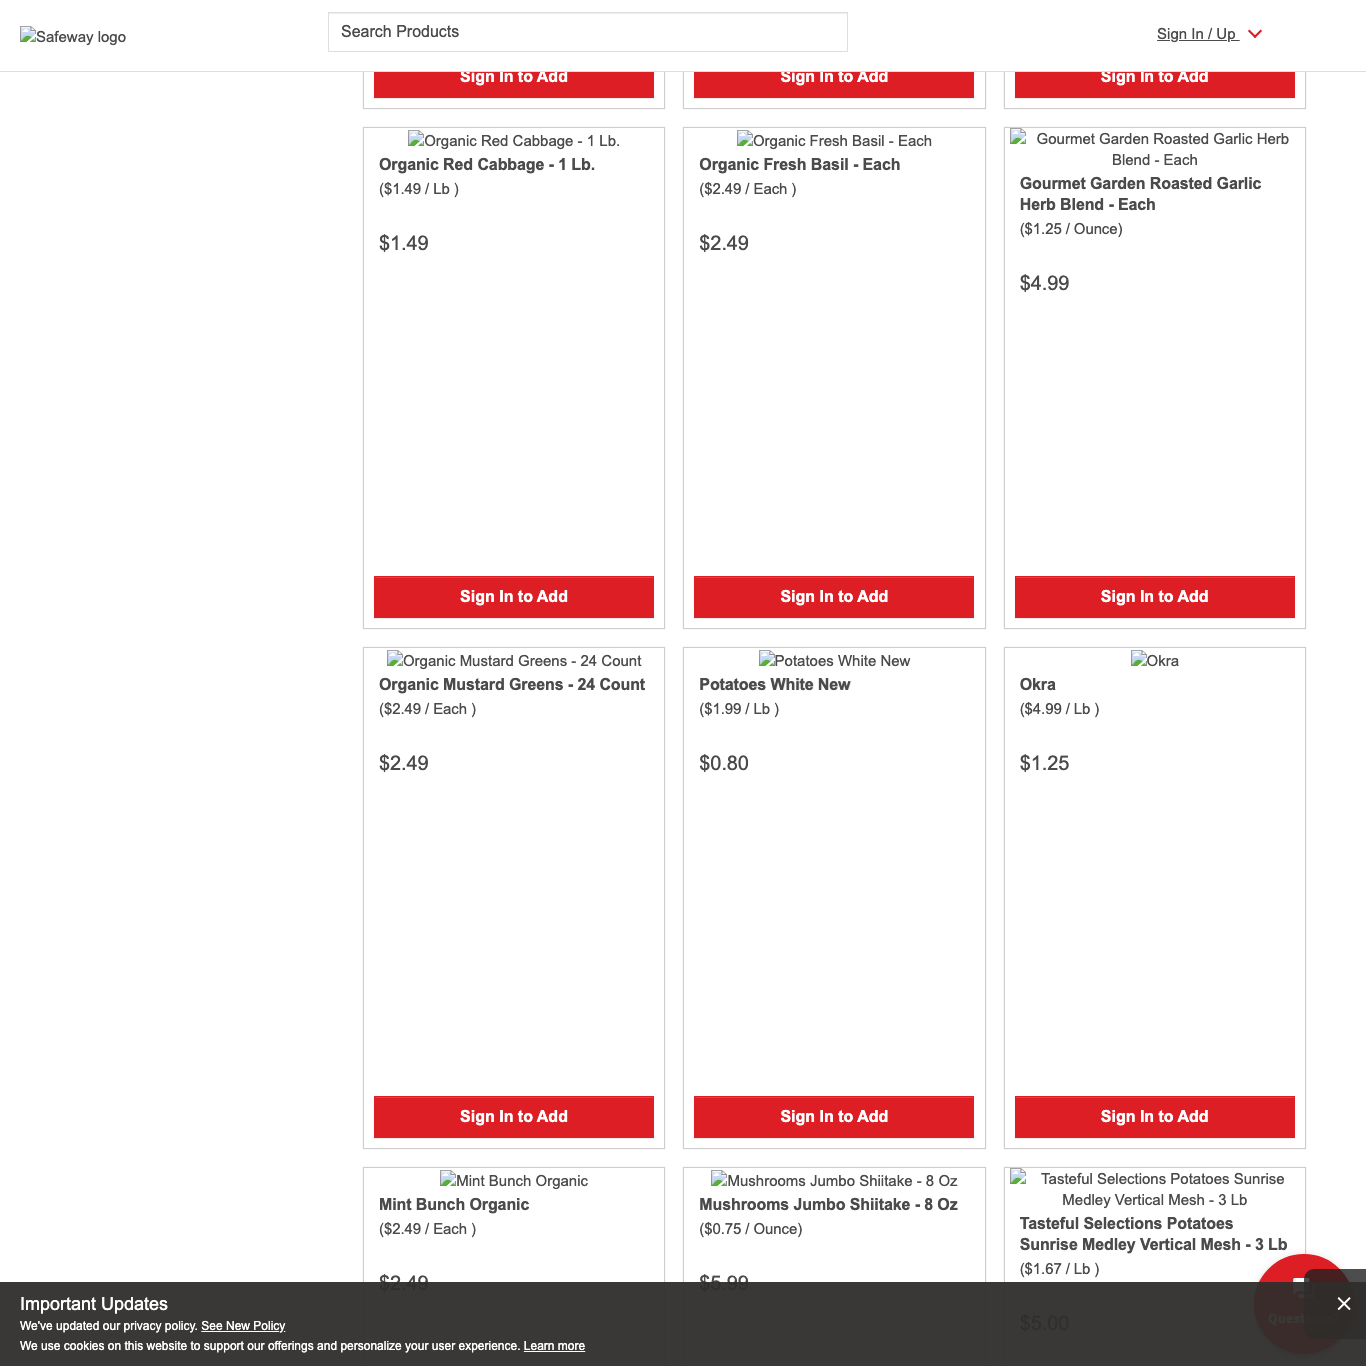 Safeway logo
Search Products
Sign In / Up
Sign In to Add
Sign In to Add
Sign In to Add
Organic Red Cabbage - 1 Lb.
Organic Red Cabbage - 1 Lb.
($1.49 / Lb )
$1.49
Sign In to Add
Organic Fresh Basil - Each
Organic Fresh Basil - Each
($2.49 / Each )
$2.49
Sign In to Add
Gourmet Garden Roasted Garlic Herb
Blend - Each
Gourmet Garden Roasted Garlic
Herb Blend - Each
($1.25 / Ounce)
$4.99
Sign In to Add
Organic Mustard Greens - 24 Count
Organic Mustard Greens - 24 Count
($2.49 / Each )
$2.49
Sign In to Add
Potatoes White New
Potatoes White New
($1.99 / Lb )
$0.80
Sign In to Add
Okra
Okra
($4.99 / Lb )
$1.25
Sign In to Add
Mint Bunch Organic
Mint Bunch Organic
($2.49 / Each )
$2.49
Mushrooms Jumbo Shiitake - 8 Oz
Mushrooms Jumbo Shiitake - 8 Oz
($0.75 / Ounce)
$5.99
Tasteful Selections Potatoes Sunrise
Medley Vertical Mesh - 3 Lb
Tasteful Selections Potatoes
Sunrise Medley Vertical Mesh - 3 Lb
($1.67 / Lb )
$5.00
Important Updates
We've updated our privacy policy. See New Policy
We use cookies on this website to support our offerings and personalize your user experience. Learn more